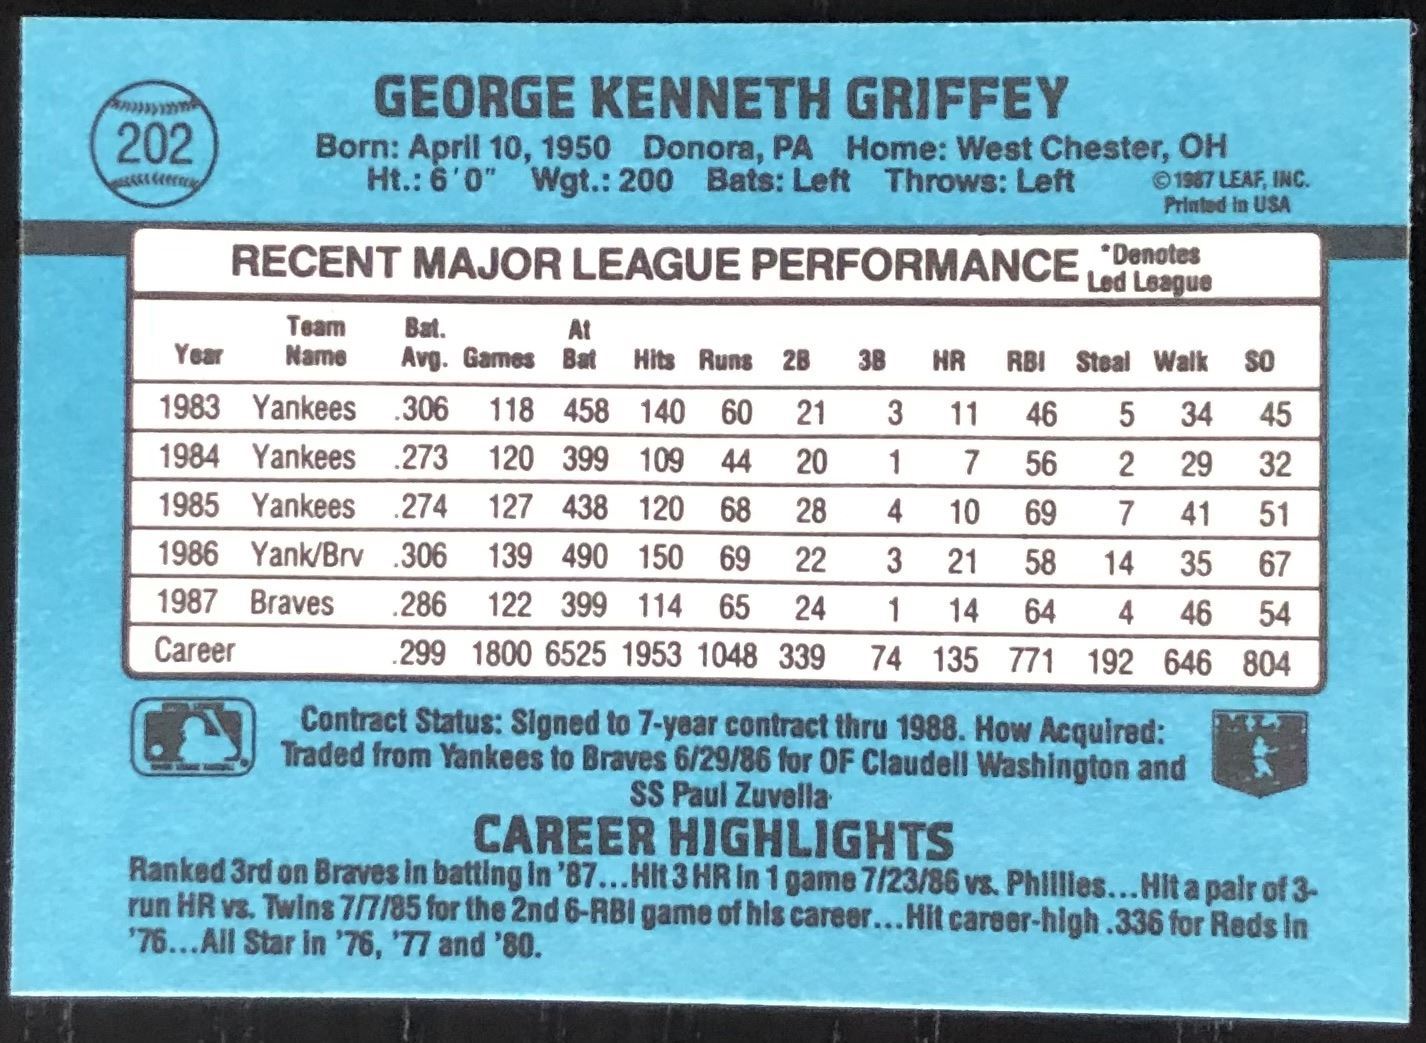 202
GEORGE KENNETH GRIFFEY
Born: April 10, 1950 Donora, PA Home: West Chester, OH
Ht.: 6'0" Wgt.: 200 Bats: Left Throws: Left
©1987 LEAF, INC.
Printed in USA
RECENT MAJOR LEAGUE PERFORMANCE *Denotes
Led League
Year Team Name Bat. Avg. Games At Bat Hits Runs 2B 3B HR RBI Steal Walk SO
1983 Yankees .306 118 458 140 60 21 3 11 46 5 34 45
1984 Yankees .273 120 399 109 44 20 1 7 56 2 29 32
1985 Yankees .274 127 438 120 68 28 4 10 69 7 41 51
1986 Yank/Brv .306 139 490 150 69 22 3 21 58 14 35 67
1987 Braves .286 122 399 114 65 24 1 14 64 4 46 54
Career .299 1800 6525 1953 1048 339 74 135 771 192 646 804
Contract Status: Signed to 7-year contract thru 1988. How Acquired:
Traded from Yankees to Braves 6/29/86 for OF Claudell Washington and
SS Paul Zuvella
CAREER HIGHLIGHTS
Ranked 3rd on Braves in batting in '87...Hit 3 HR in 1 game 7/23/86 vs. Phillies...Hit a pair of 3-
run HR vs. Twins 7/7/85 for the 2nd 6-RBI game of his career...Hit career-high .336 for Reds in
'76...All Star in '76, '77 and '80.